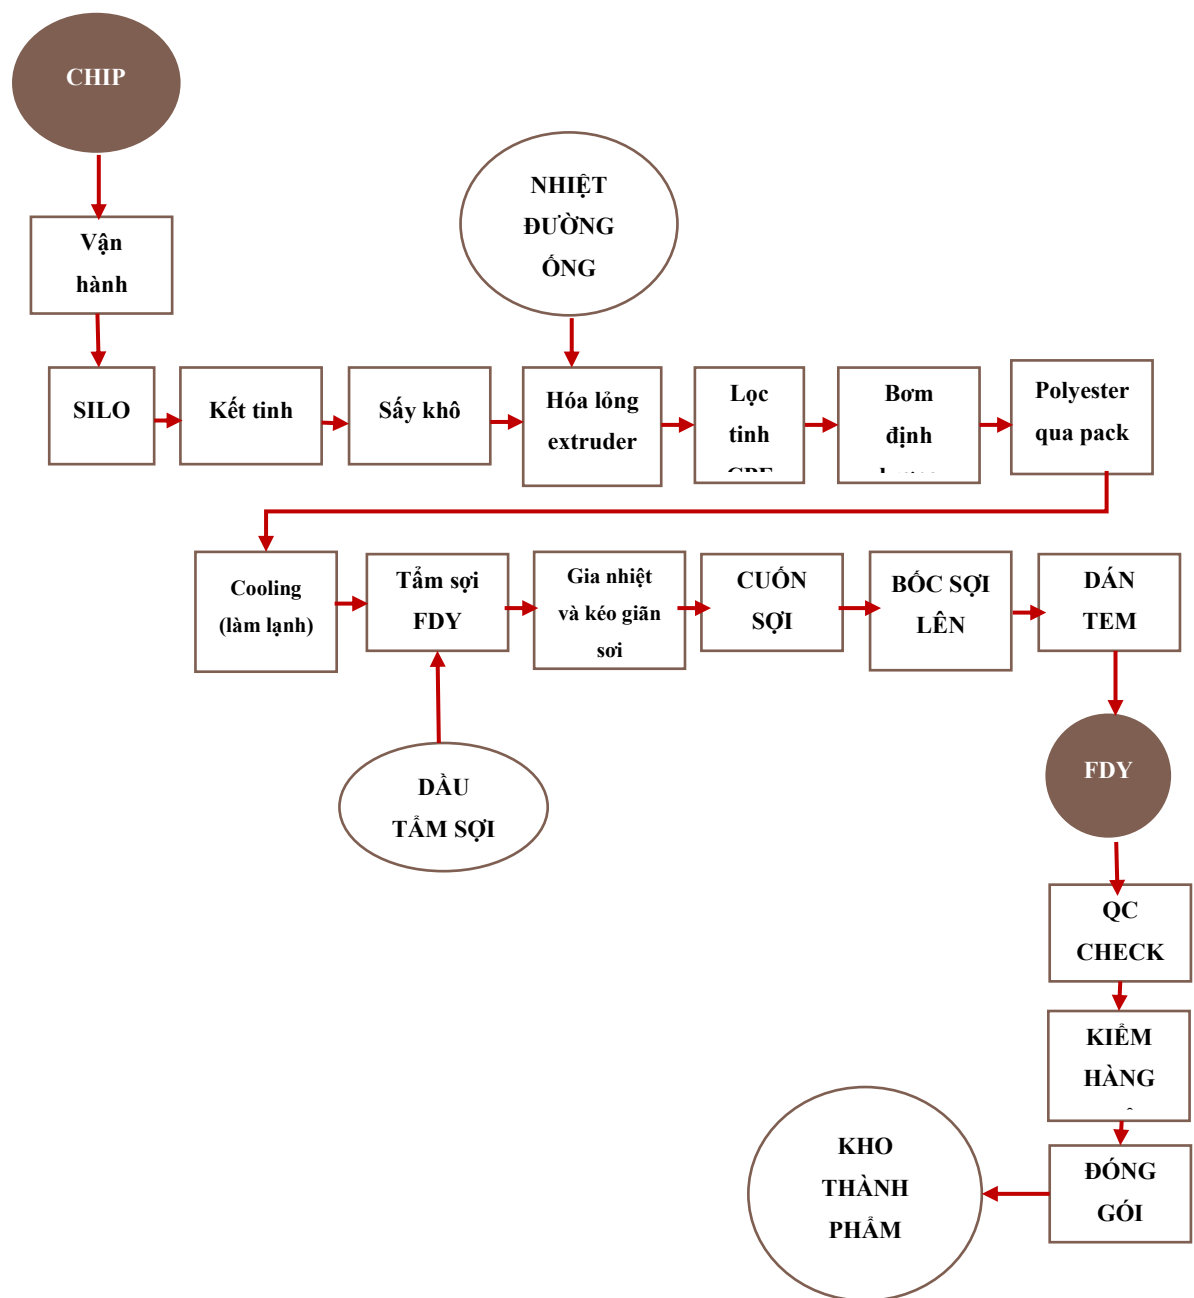 CHIP
NHIỆT
ĐƯỜNG
ỐNG
Vận
hành
SILO
Kết tinh
Sấy khô
Hóa lỏng
extruder
Lọc
tinh
Bơm
định
Polyester
qua pack
Cooling
(làm lạnh)
Tẩm sợi
FDY
Gia nhiệt
và kéo giãn
sơi
CUỐN
SỢI
BỐC SỢI
LÊN
DÁN
TEM
DẦU
TẨM SỢI
FDY
QC
CHECK
KIỂM
HÀNG
ĐÓNG
GÓI
KHO
THÀNH
PHẨM